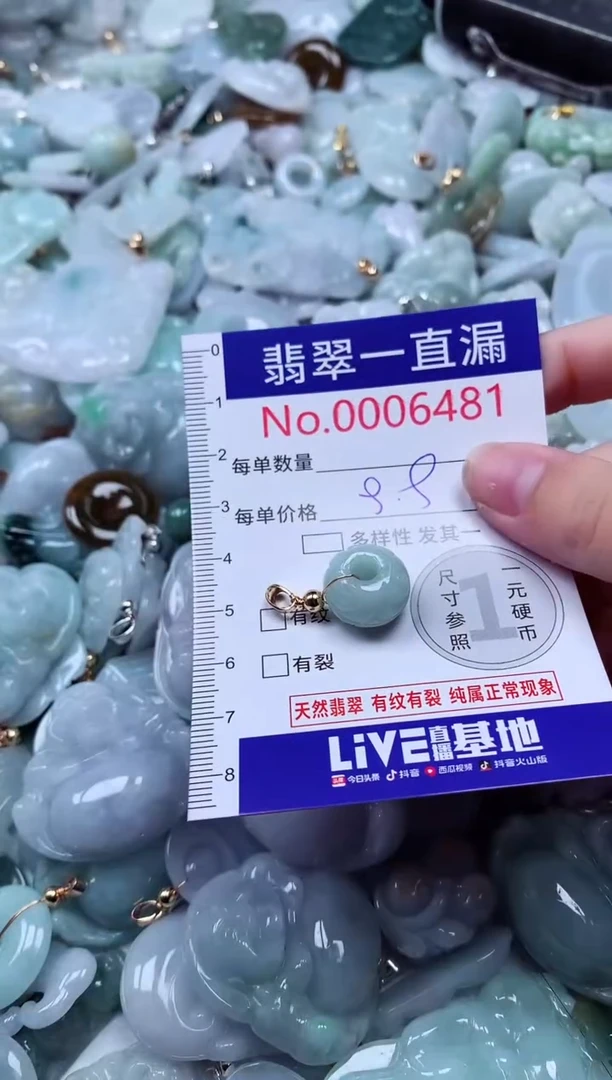 翡翠一直漏
No.0006481
每单数量
每单价格
多样性 发其一
有纹
有裂
尺寸参照
1
一元硬币
天然翡翠 有纹有裂 纯属正常现象
LiVE直播基地
今日头条 抖音 西瓜视频 抖音火山版
0
1
2
3
4
5
6
7
8